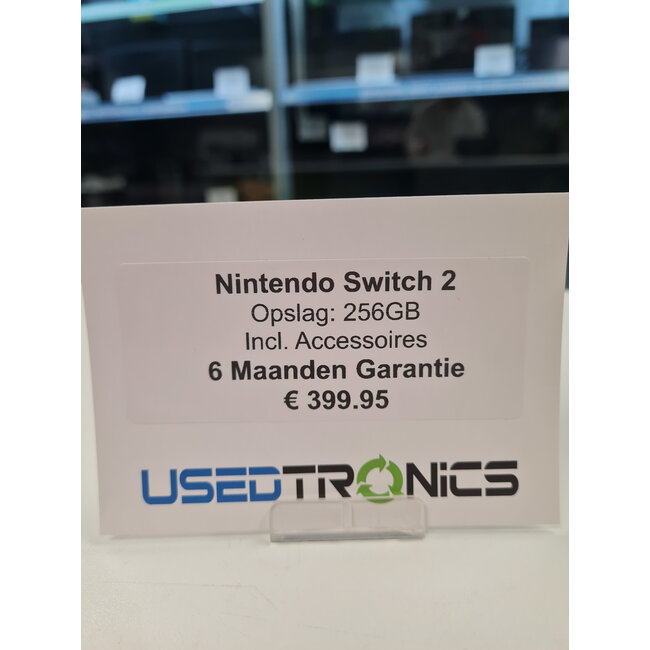 Nintendo Switch 2
Opslag: 256GB
Incl. Accessoires
6 Maanden Garantie
€ 399.95
USEDTRONiCS